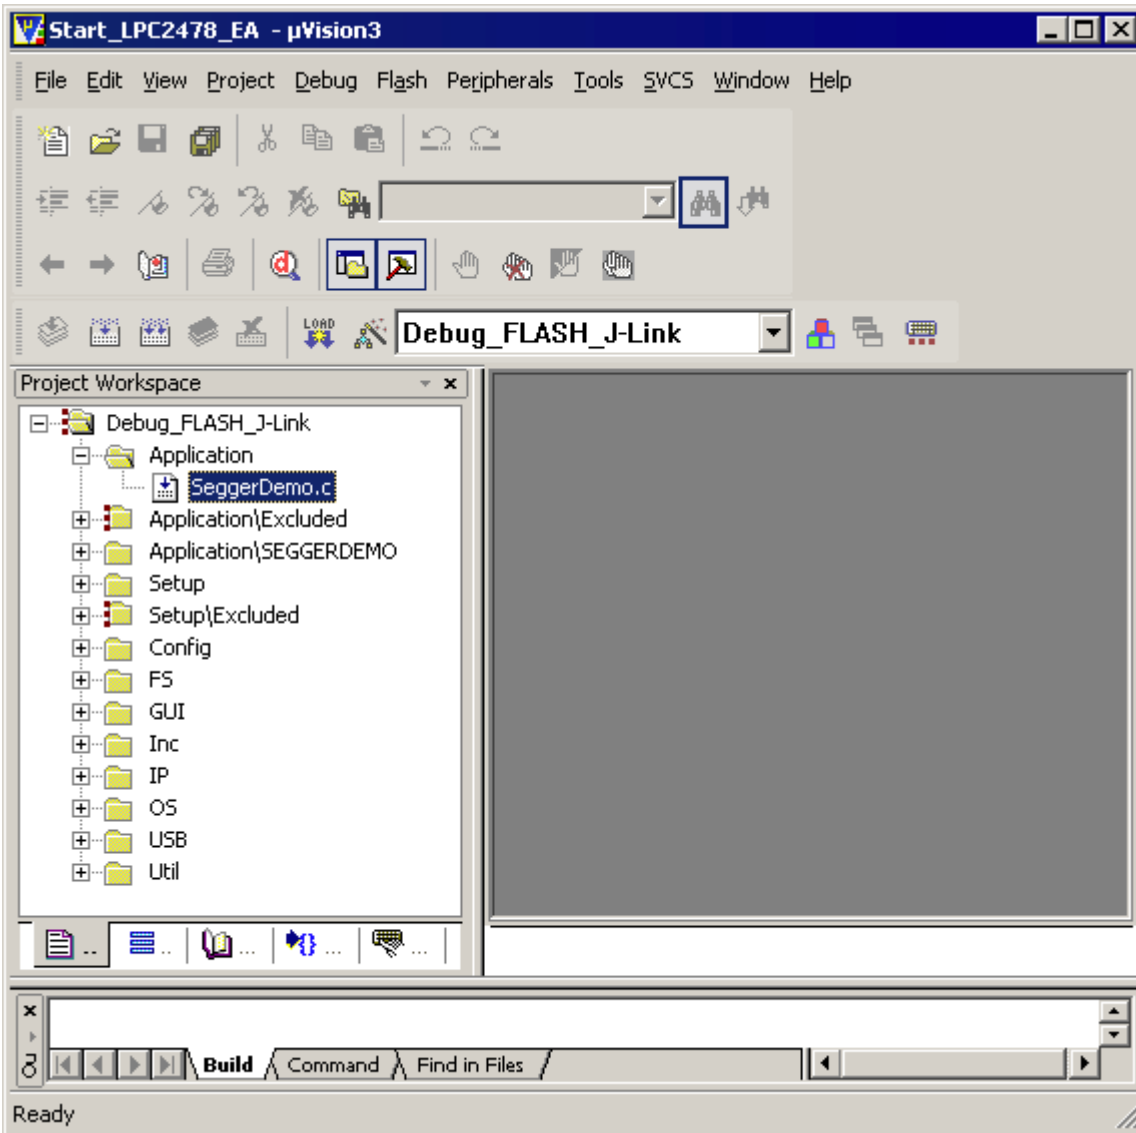 Start_LPC2478_EA - µVision3
File Edit View Project Debug Flash Peripherals Tools SVCS Window Help
LOAD
Debug_FLASH_J-Link
Project Workspace
Debug_FLASH_J-Link
Application
SeggerDemo.c
Application\Excluded
Application\SEGGERDEMO
Setup
Setup\Excluded
Config
FS
GUI
Inc
IP
OS
USB
Util
.. .. ... ... ...
Build Command Find in Files
Ready